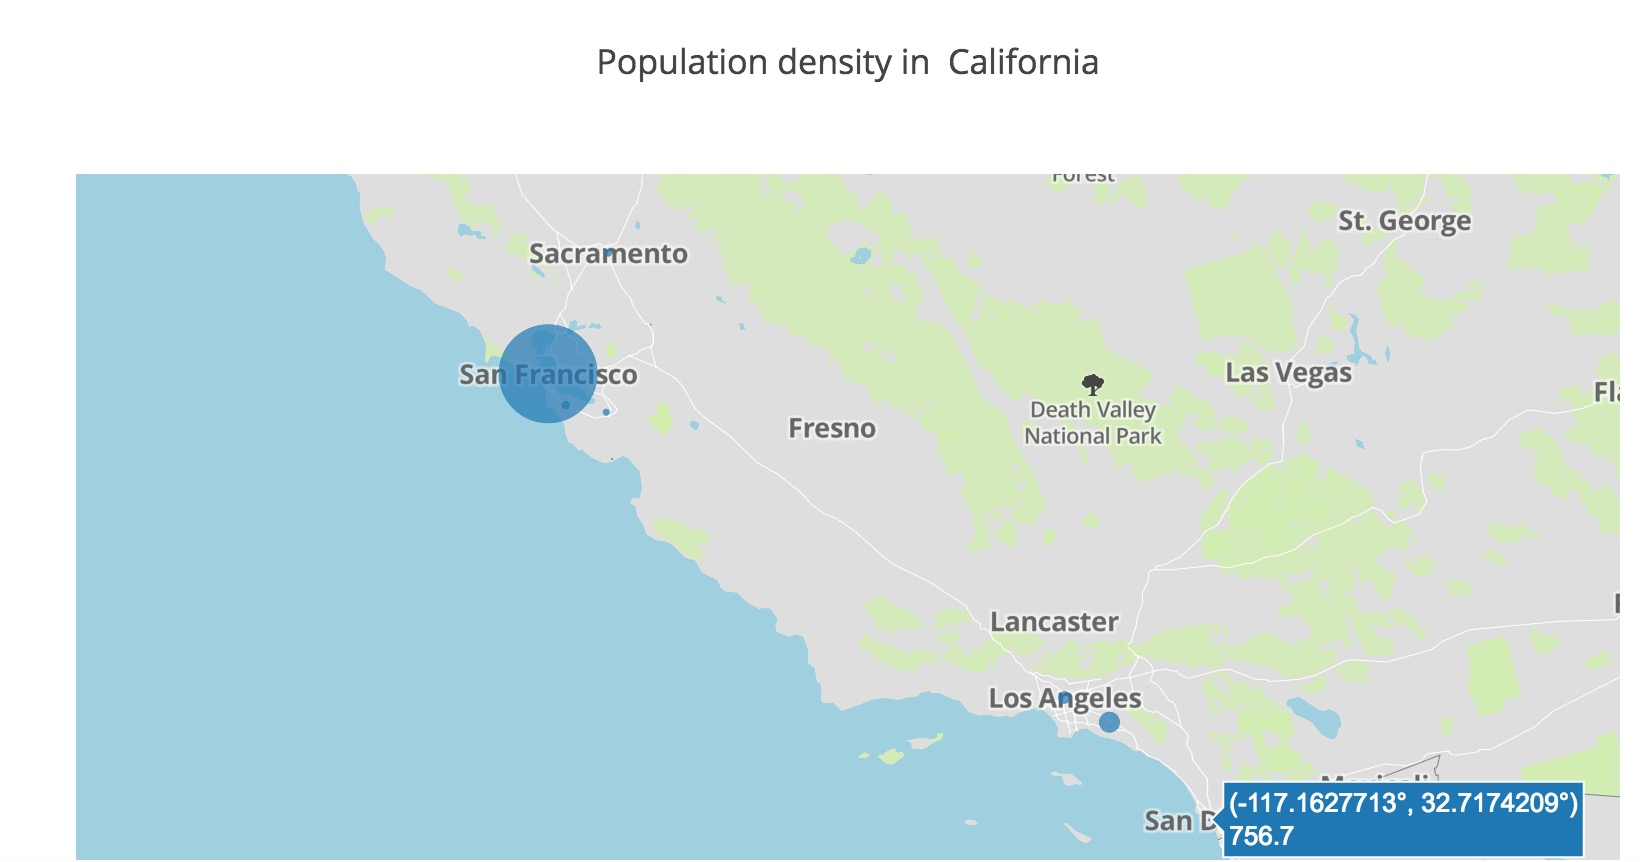 Population density in  California
Forest
St. George
Sacramento
San Francisco
Las Vegas
Fla
Death Valley
National Park
Fresno
Lancaster
Los Angeles
(-117.1627713°, 32.7174209°)
San D
756.7